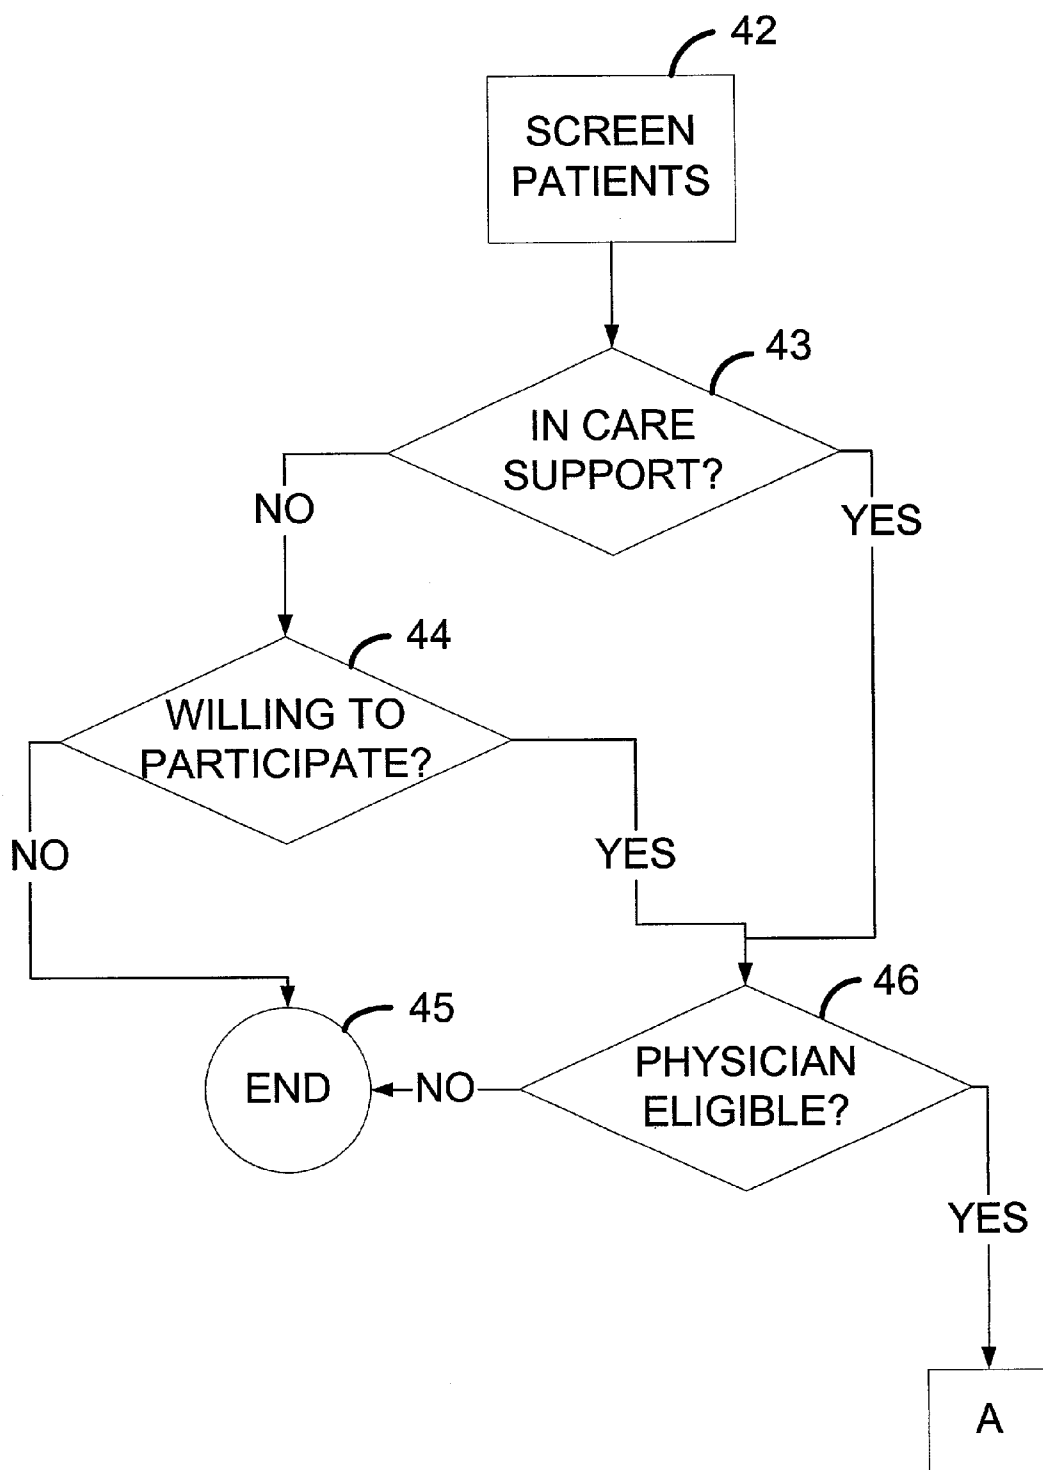 42
SCREEN
PATIENTS
43
IN CARE
SUPPORT?
NO
YES
44
WILLING TO
PARTICIPATE?
NO
YES
45
END
NO
46
PHYSICIAN
ELIGIBLE?
YES
A